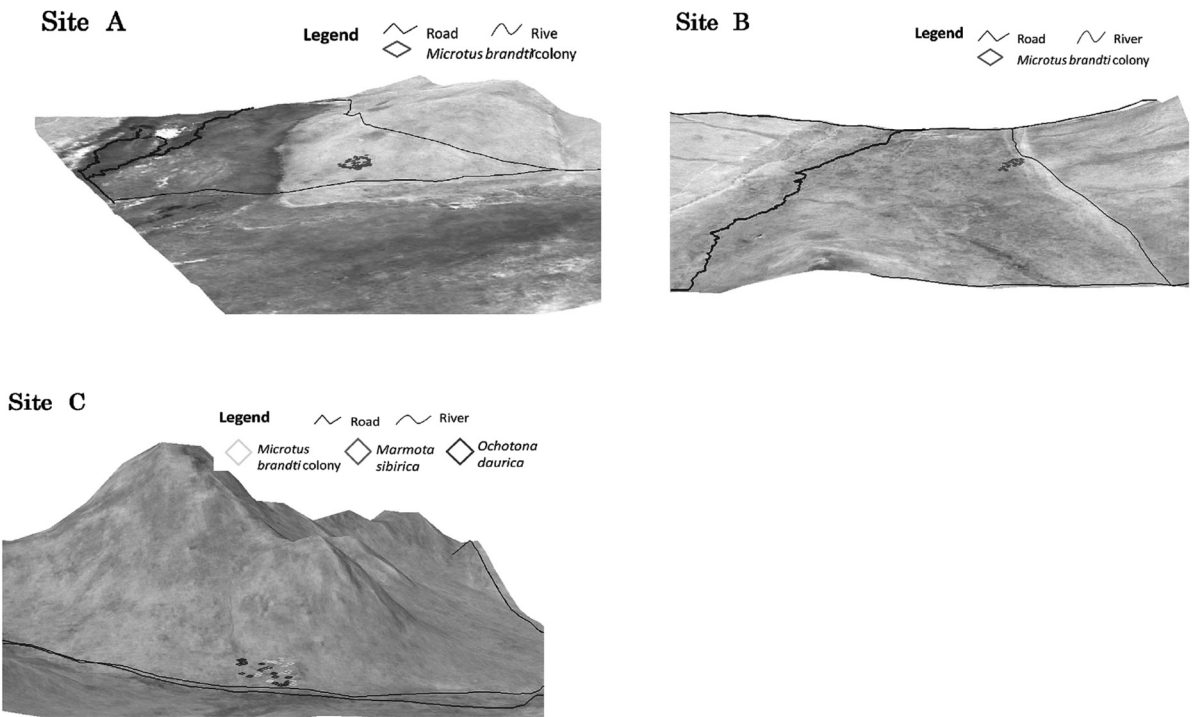 Site A
Legend Road Rive
Microtus brandti colony
Site B
Legend Road River
Microtus brandti colony
Site C
Legend Road River
Microtus brandti colony
Marmota sibirica
Ochotona daurica